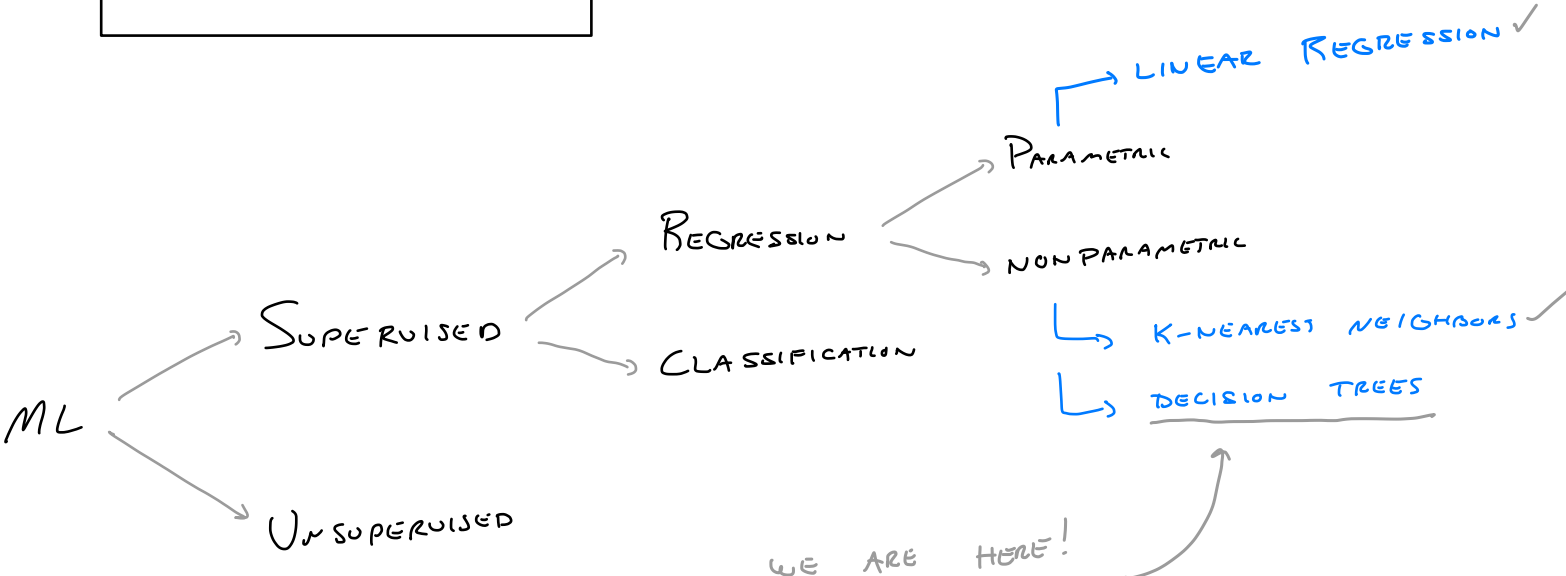 LINEAR REGRESSION ✓
PARAMETRIC
REGRESSION
NONPARAMETRIC
SUPERVISED
K-NEAREST NEIGHBORS ✓
CLASSIFICATION
DECISION TREES
ML
UNSUPERVISED
WE ARE HERE!